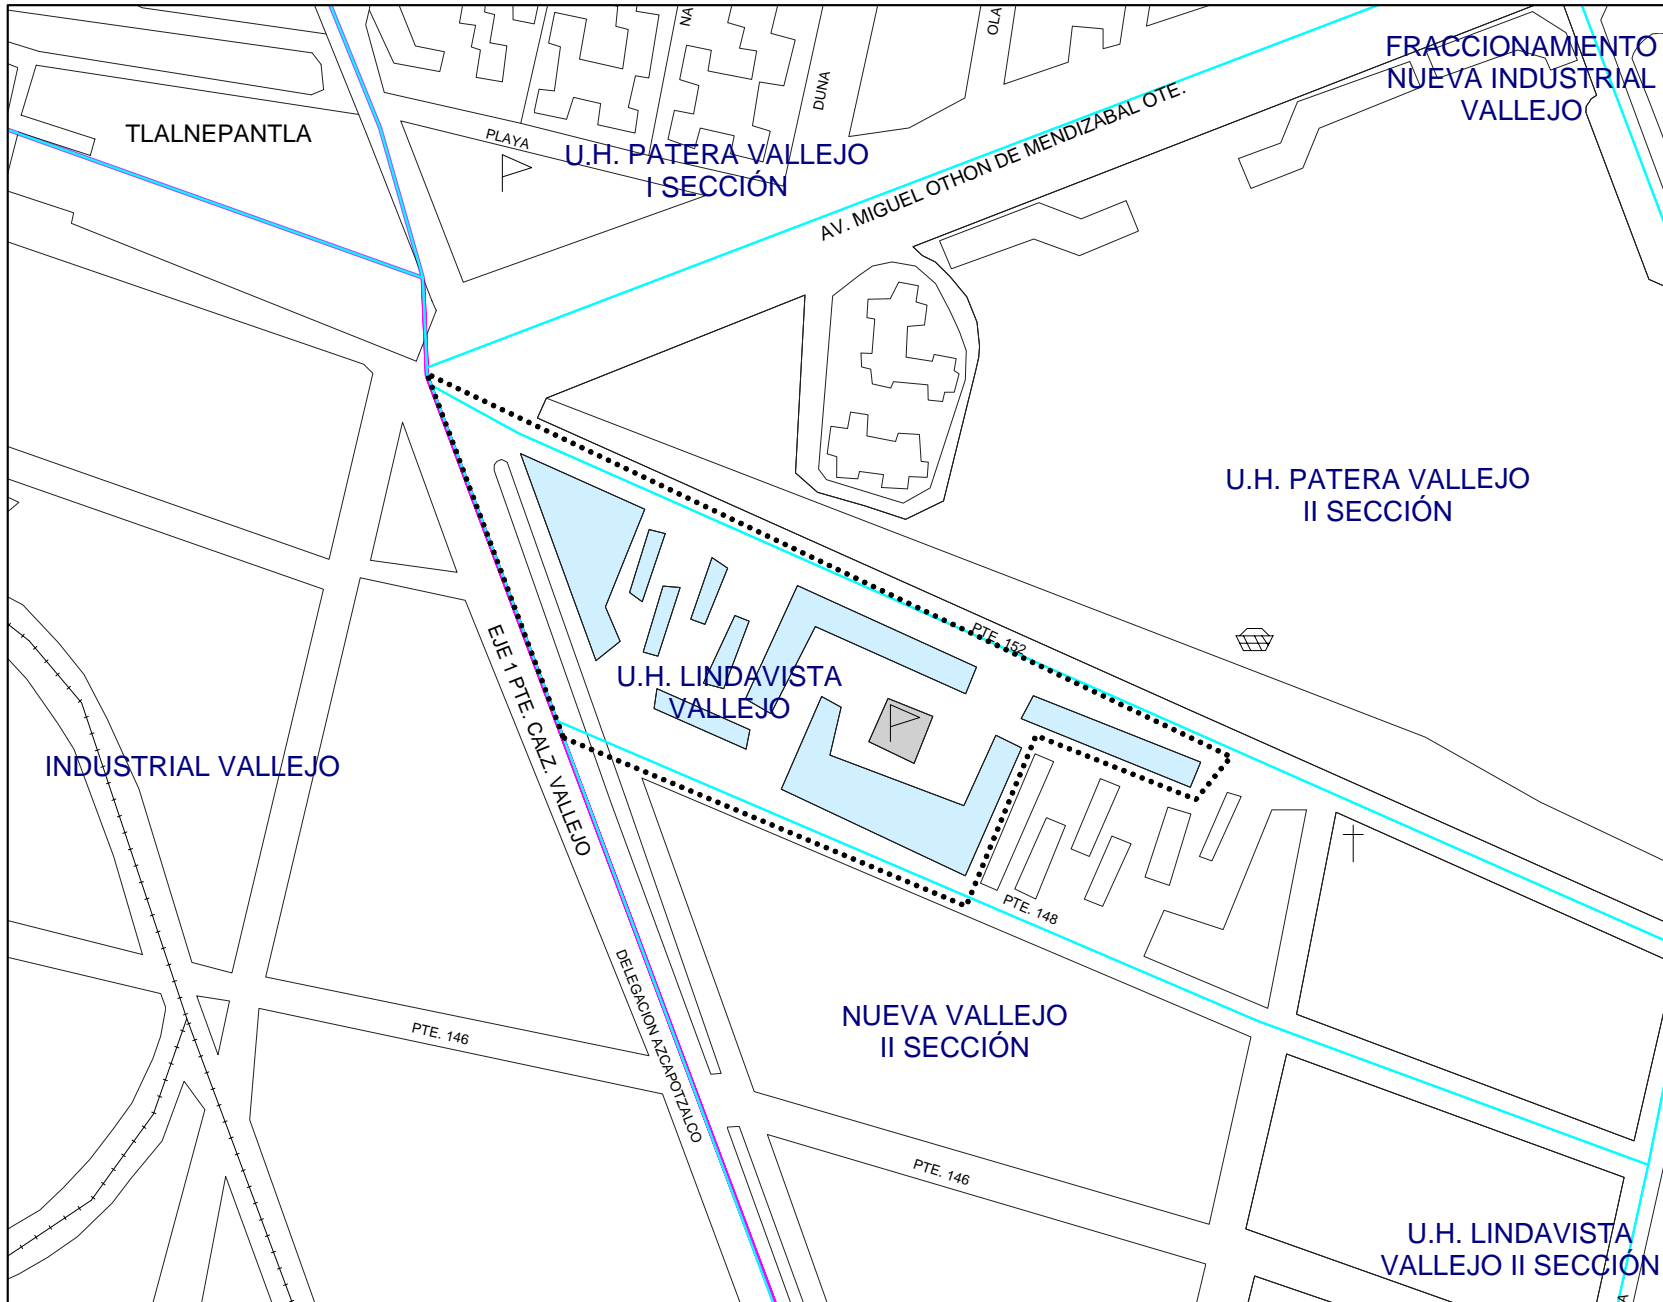 NA
OLA
DUNA
FRACCIONAMIENTO
NUEVA INDUSTRIAL
VALLEJO
TLALNEPANTLA
PLAYA
U.H. PATERA VALLEJO
I SECCIÓN
AV. MIGUEL OTHON DE MENDIZABAL OTE.
U.H. PATERA VALLEJO
II SECCIÓN
PTE. 152
U.H. LINDAVISTA
VALLEJO
EJE 1 PTE. CALZ. VALLEJO
INDUSTRIAL VALLEJO
PTE. 148
DELEGACION AZCAPOTZALCO
NUEVA VALLEJO
II SECCIÓN
PTE. 146
PTE. 146
U.H. LINDAVISTA
VALLEJO II SECCIÓN
A